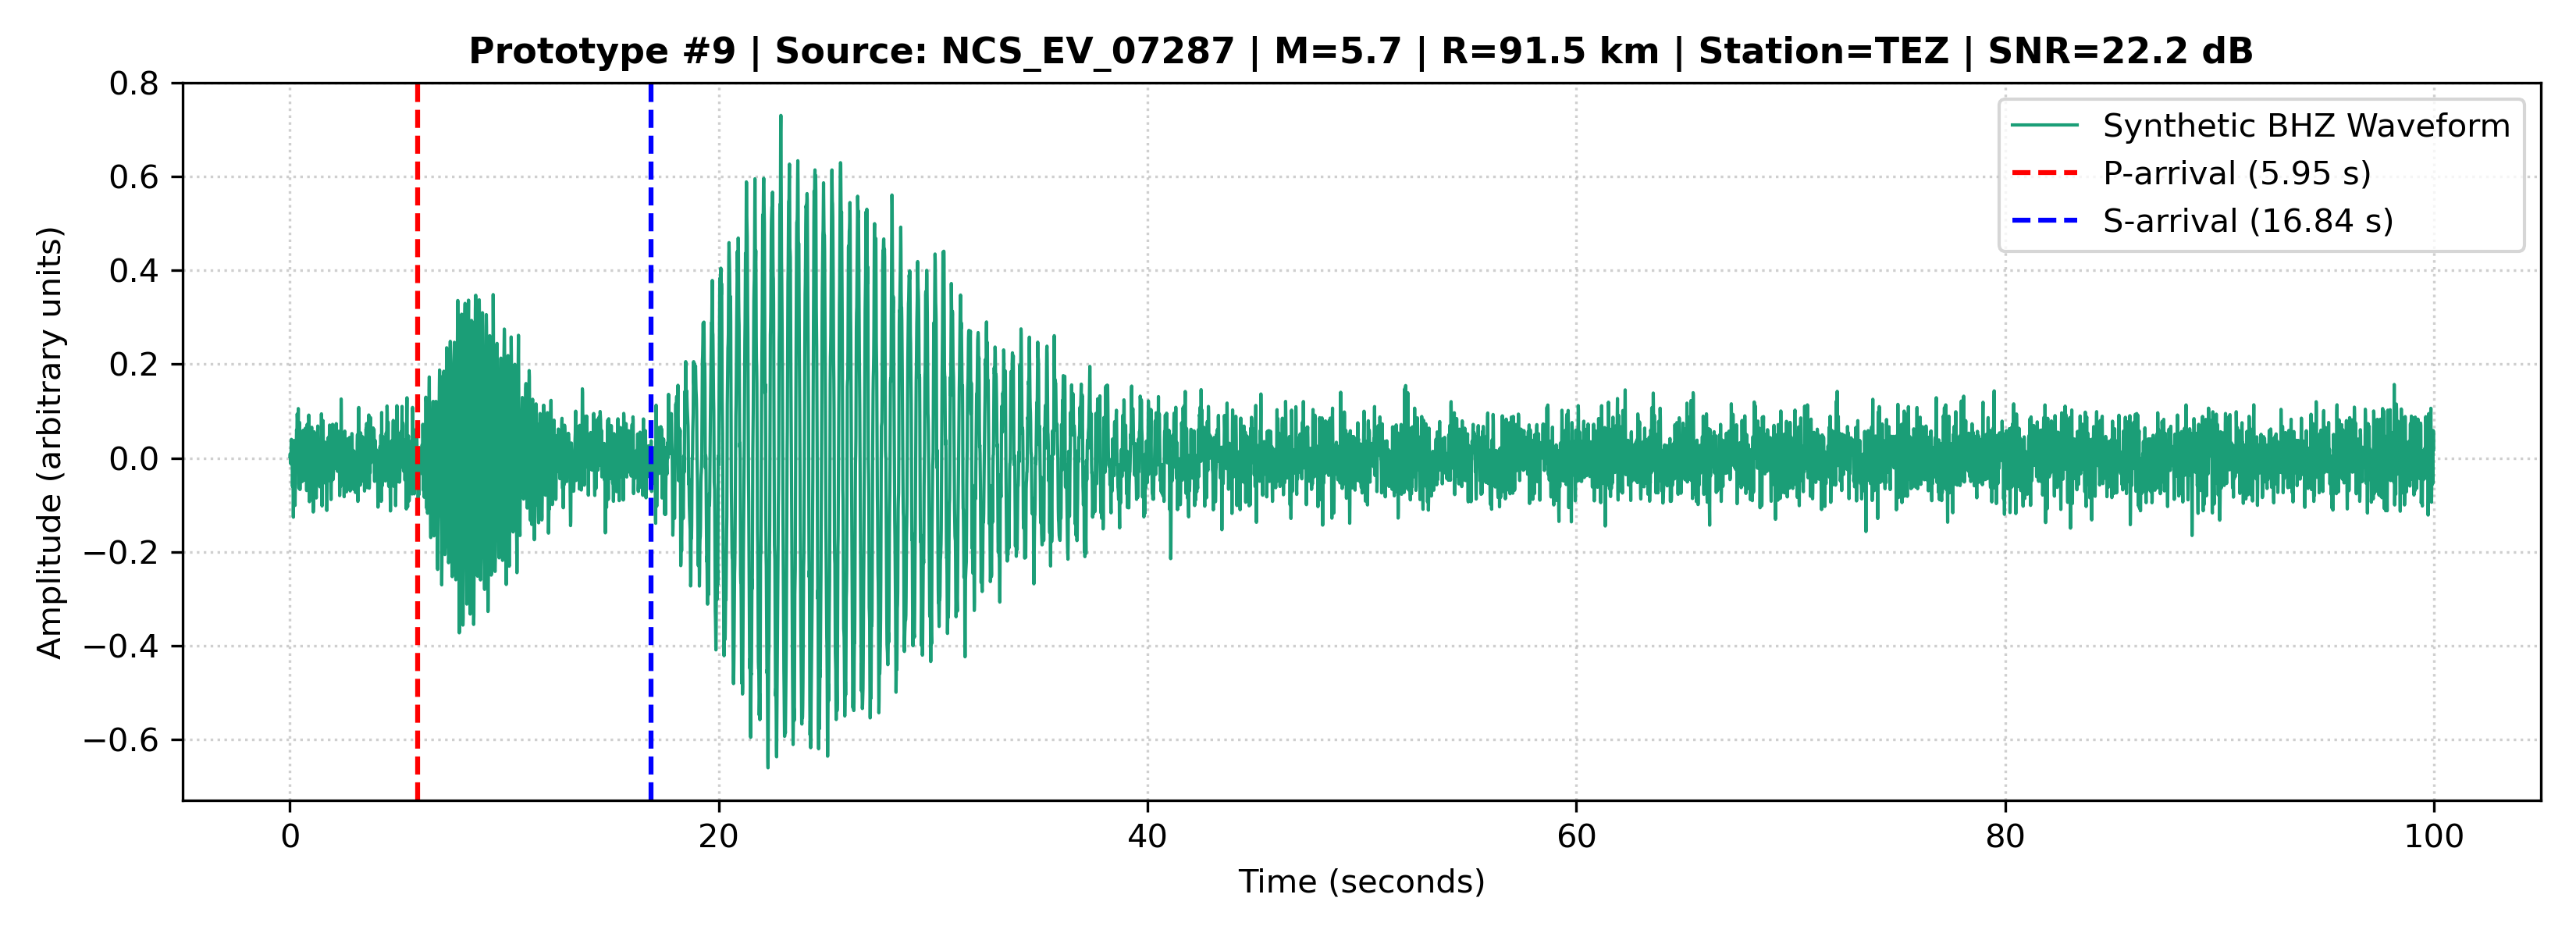 Prototype #9 | Source: NCS_EV_07287 | M=5.7 | R=91.5 km | Station=TEZ | SNR=22.2 dB
Synthetic BHZ Waveform
P-arrival (5.95 s)
S-arrival (16.84 s)
Amplitude (arbitrary units)
0.8
0.6
0.4
0.2
0.0
−0.2
−0.4
−0.6
0 20 40 60 80 100
Time (seconds)